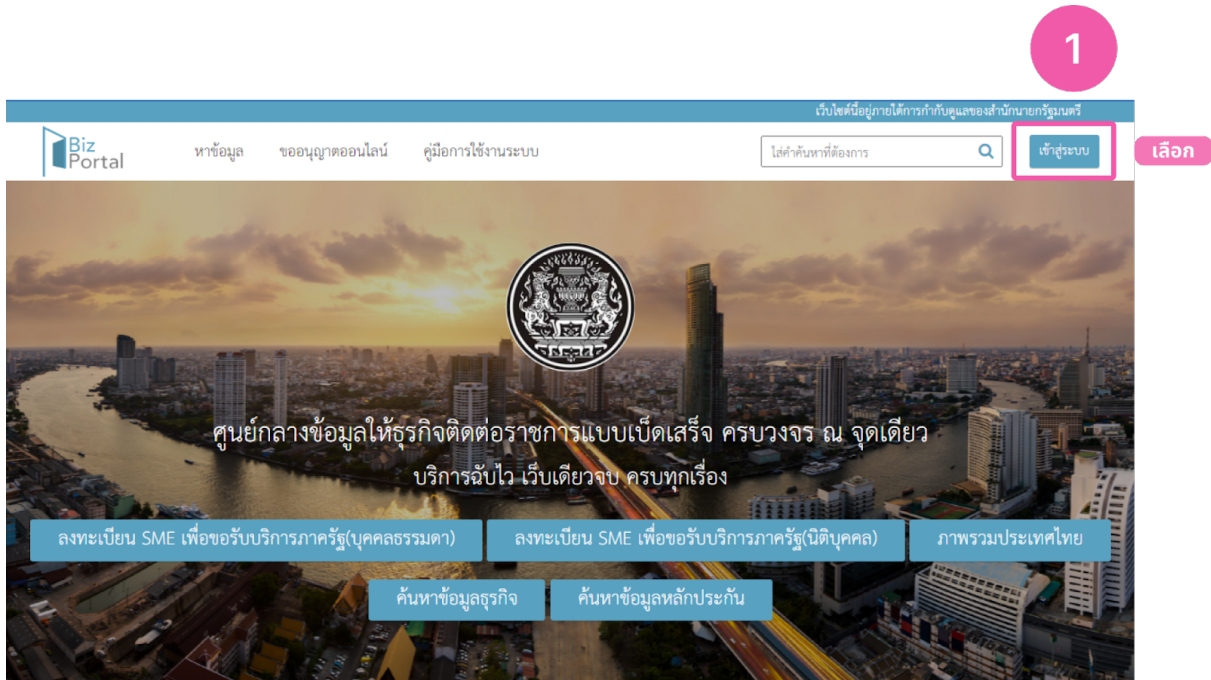 1
เว็บไซต์นี้อยู่ภายใต้การกำกับดูแลของสำนักนายกรัฐมนตรี
Biz
Portal
หาข้อมูล ขออนุญาตออนไลน์ คู่มือการใช้งานระบบ ใส่คำค้นหาที่ต้องการ เข้าสู่ระบบ เลือก
ศูนย์กลางข้อมูลให้ธุรกิจติดต่อราชการแบบเบ็ดเสร็จ ครบวงจร ณ จุดเดียว
บริการฉับไว เว็บเดียวจบ ครบทุกเรื่อง
ลงทะเบียน SME เพื่อขอรับบริการภาครัฐ(บุคคลธรรมดา) ลงทะเบียน SME เพื่อขอรับบริการภาครัฐ(นิติบุคคล) ภาพรวมประเทศไทย
ค้นหาข้อมูลธุรกิจ ค้นหาข้อมูลหลักประกัน